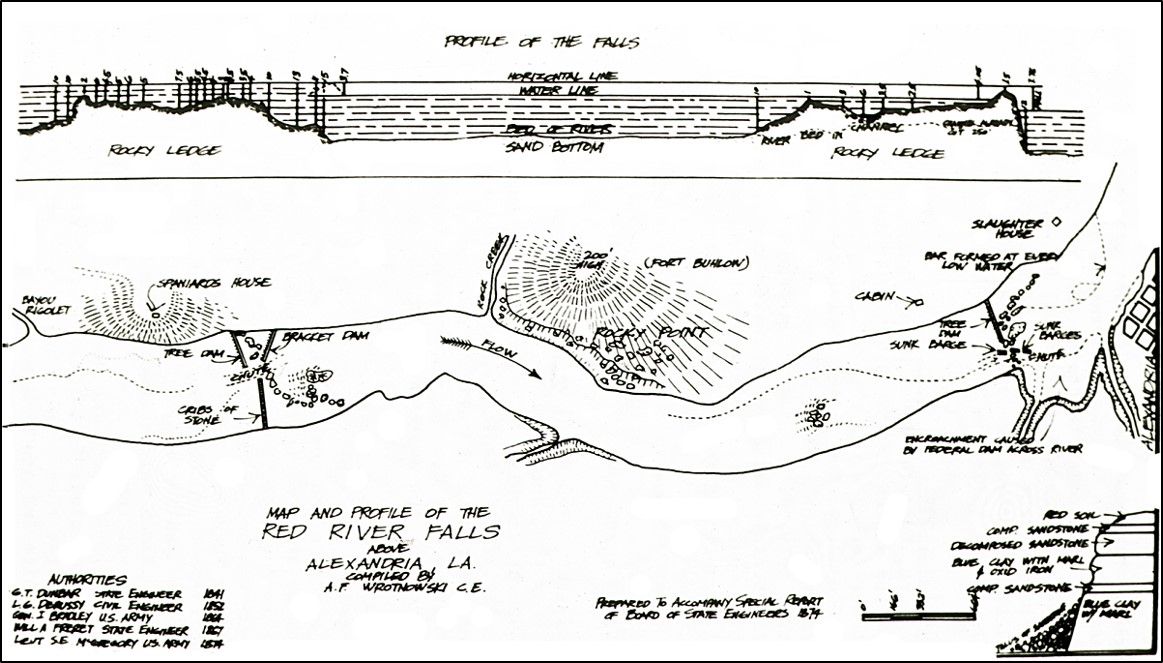 PROFILE OF THE FALLS
HORIZONTAL LINE
WATER LINE
BED OF RIVER
SAND BOTTOM
ROCKY LEDGE
RIVER BED IN CHANNEL
ROCKY LEDGE
SLAUGHTER
HOUSE
BAR FORMED AT EVERY
LOW WATER
BAYOU
RIGOLET
SPANIARDS HOUSE
ROCK CREEK
200'
HIGH
(FORT BUHLOW)
CABIN
ROCKY POINT
TREE DAM
BRACKET DAM
CHUTE
CRIBS OF
STONE
FLOW
TREE
DAM
SUNK BARGE
SUNK
BARGES
CHUTE
ALEXANDRIA
ENCROACHMENT CAUSED
BY FEDERAL DAM ACROSS RIVER
MAP AND PROFILE OF THE
RED RIVER FALLS
ABOVE
ALEXANDRIA LA.
COMPILED BY
A.F. WROTNOWSKI C.E.
AUTHORITIES
G.T. DUNBAR STATE ENGINEER 1841
L.G. DEBUSSY CIVIL ENGINEER 1852
GEN. J BAILEY U.S. ARMY 1864
WILL A FRERET STATE ENGINEER 1867
LIEUT S.E. McGREGORY U.S. ARMY 1874
PREPARED TO ACCOMPANY SPECIAL REPORT
OF BOARD OF STATE ENGINEERS 1874
RED SOIL
COMP. SANDSTONE
DECOMPOSED SANDSTONE
BLUE CLAY WITH MARL
& OXID IRON
COMP. SANDSTONE
BLUE CLAY
W/ MARL